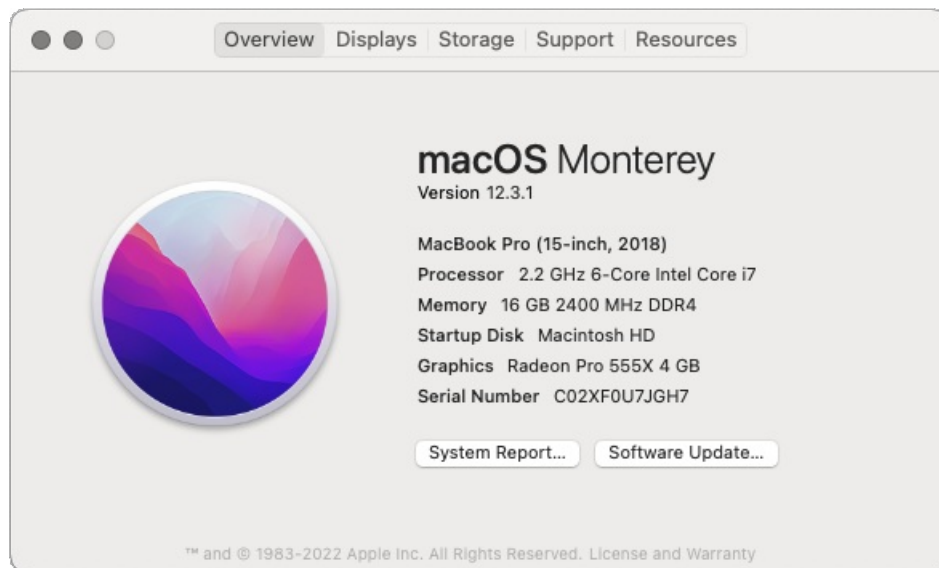 Overview Displays Storage Support Resources
macOS Monterey
Version 12.3.1
MacBook Pro (15-inch, 2018)
Processor 2.2 GHz 6-Core Intel Core i7
Memory 16 GB 2400 MHz DDR4
Startup Disk Macintosh HD
Graphics Radeon Pro 555X 4 GB
Serial Number C02XF0U7JGH7
System Report... Software Update...
™ and © 1983-2022 Apple Inc. All Rights Reserved. License and Warranty